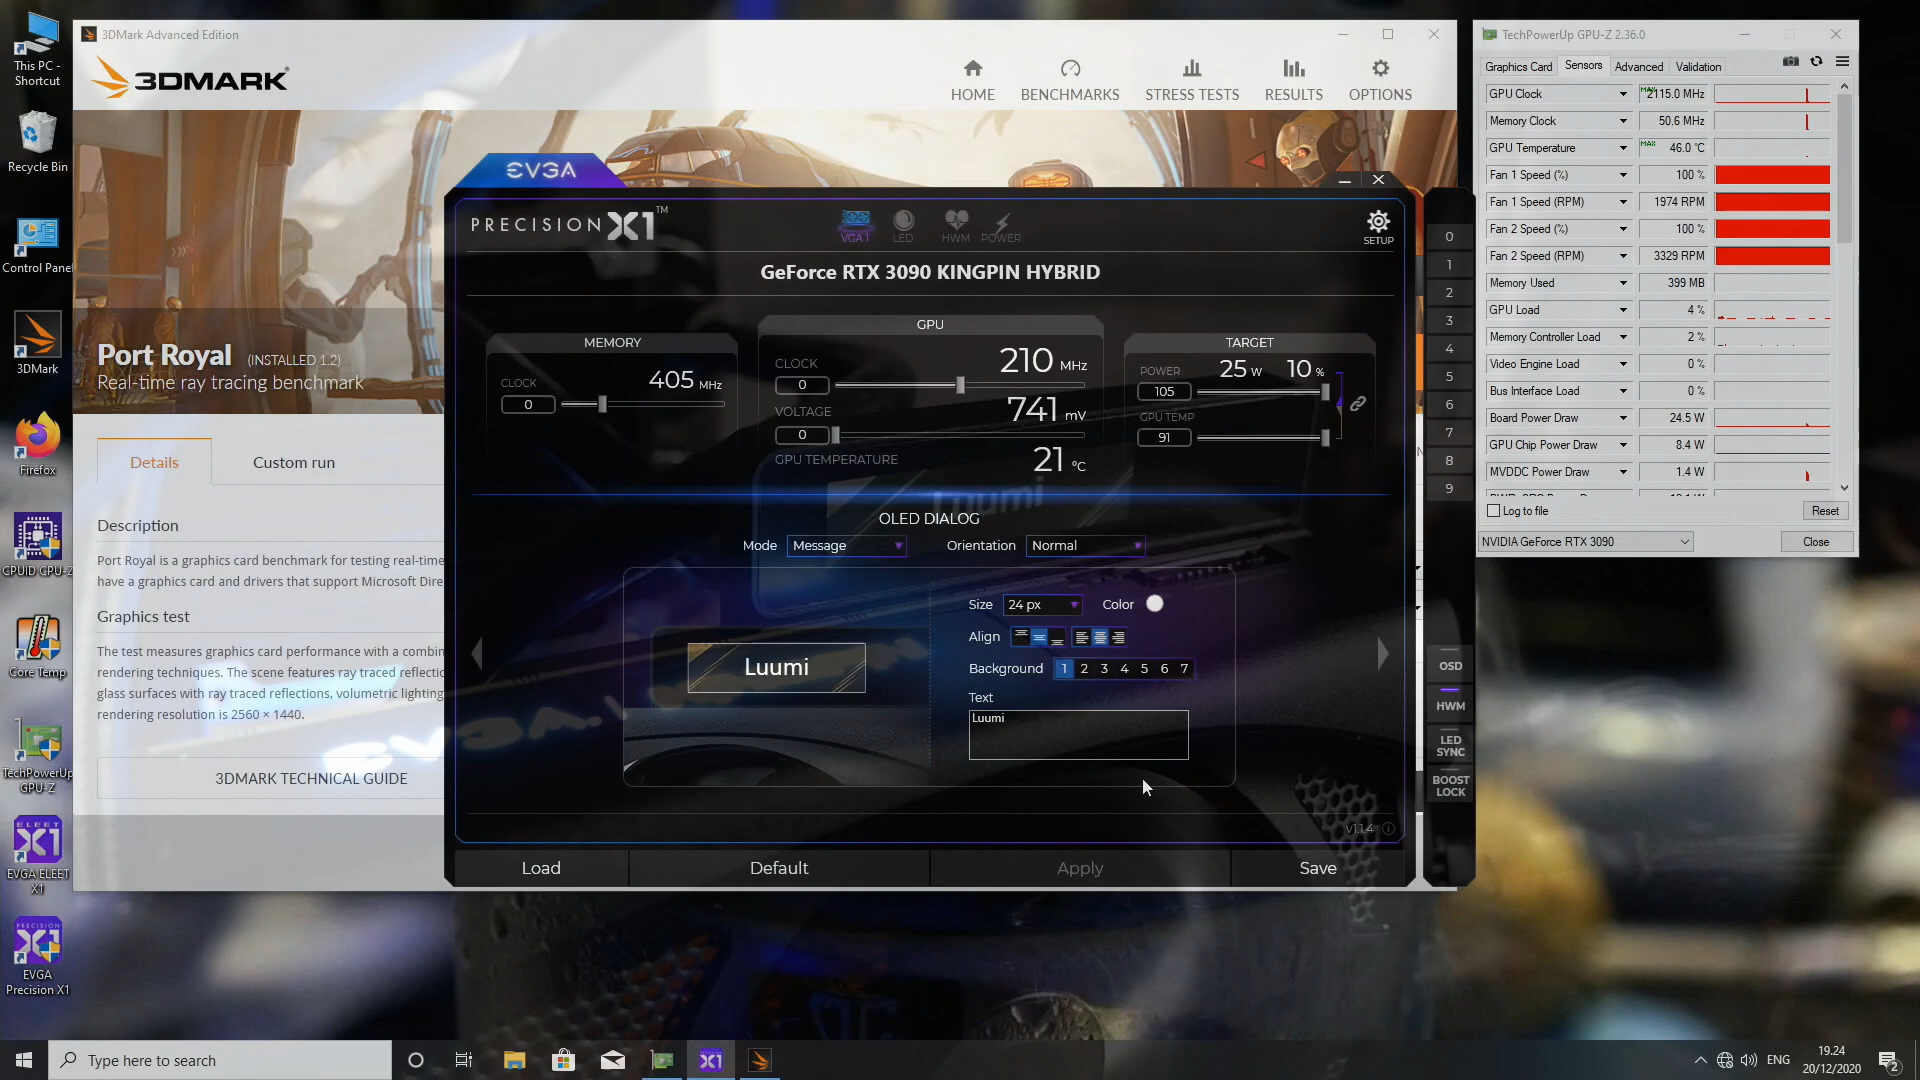 This PC -
Shortcut
Recycle Bin
Control Panel
3DMark
Firefox
CPUID CPU-Z
Core Temp
TechPowerUp
GPU-Z
EVGA ELEET
X1
EVGA
Precision X1
3DMark Advanced Edition
3DMARK
HOME
BENCHMARKS
STRESS TESTS
RESULTS
OPTIONS
Port Royal (INSTALLED 1.2)
Real-time ray tracing benchmark
Details
Custom run
Description
Port Royal is a graphics card benchmark for testing real-time
have a graphics card and drivers that support Microsoft Dire
Graphics test
The test measures graphics card performance with a combin
rendering techniques. The scene features ray traced reflectio
glass surfaces with ray traced reflections, volumetric lighting
rendering resolution is 2560 × 1440.
3DMARK TECHNICAL GUIDE
EVGA
PRECISION X1™
VGA1
LED
HWM
POWER
SETUP
GeForce RTX 3090 KINGPIN HYBRID
MEMORY
CLOCK
405 MHz
0
GPU
CLOCK
210 MHz
0
VOLTAGE
741 mV
0
GPU TEMPERATURE
21 °C
TARGET
POWER
25 W 10 %
105
GPU TEMP
91
OLED DIALOG
Mode Message
Orientation Normal
Luumi
Size 24 px Color
Align
Background 1 2 3 4 5 6 7
Text
Luumi
v1.1.4
Load
Default
Apply
Save
0
1
2
3
4
5
6
7
8
9
OSD
HWM
LED
SYNC
BOOST
LOCK
TechPowerUp GPU-Z 2.36.0
Graphics Card
Sensors
Advanced
Validation
GPU Clock MAX 2115.0 MHz
Memory Clock 50.6 MHz
GPU Temperature MAX 46.0 °C
Fan 1 Speed (%) 100 %
Fan 1 Speed (RPM) 1974 RPM
Fan 2 Speed (%) 100 %
Fan 2 Speed (RPM) 3329 RPM
Memory Used 399 MB
GPU Load 4 %
Memory Controller Load 2 %
Video Engine Load 0 %
Bus Interface Load 0 %
Board Power Draw 24.5 W
GPU Chip Power Draw 8.4 W
MVDDC Power Draw 1.4 W
Log to file
Reset
NVIDIA GeForce RTX 3090
Close
Type here to search
ENG
19.24
20/12/2020
2